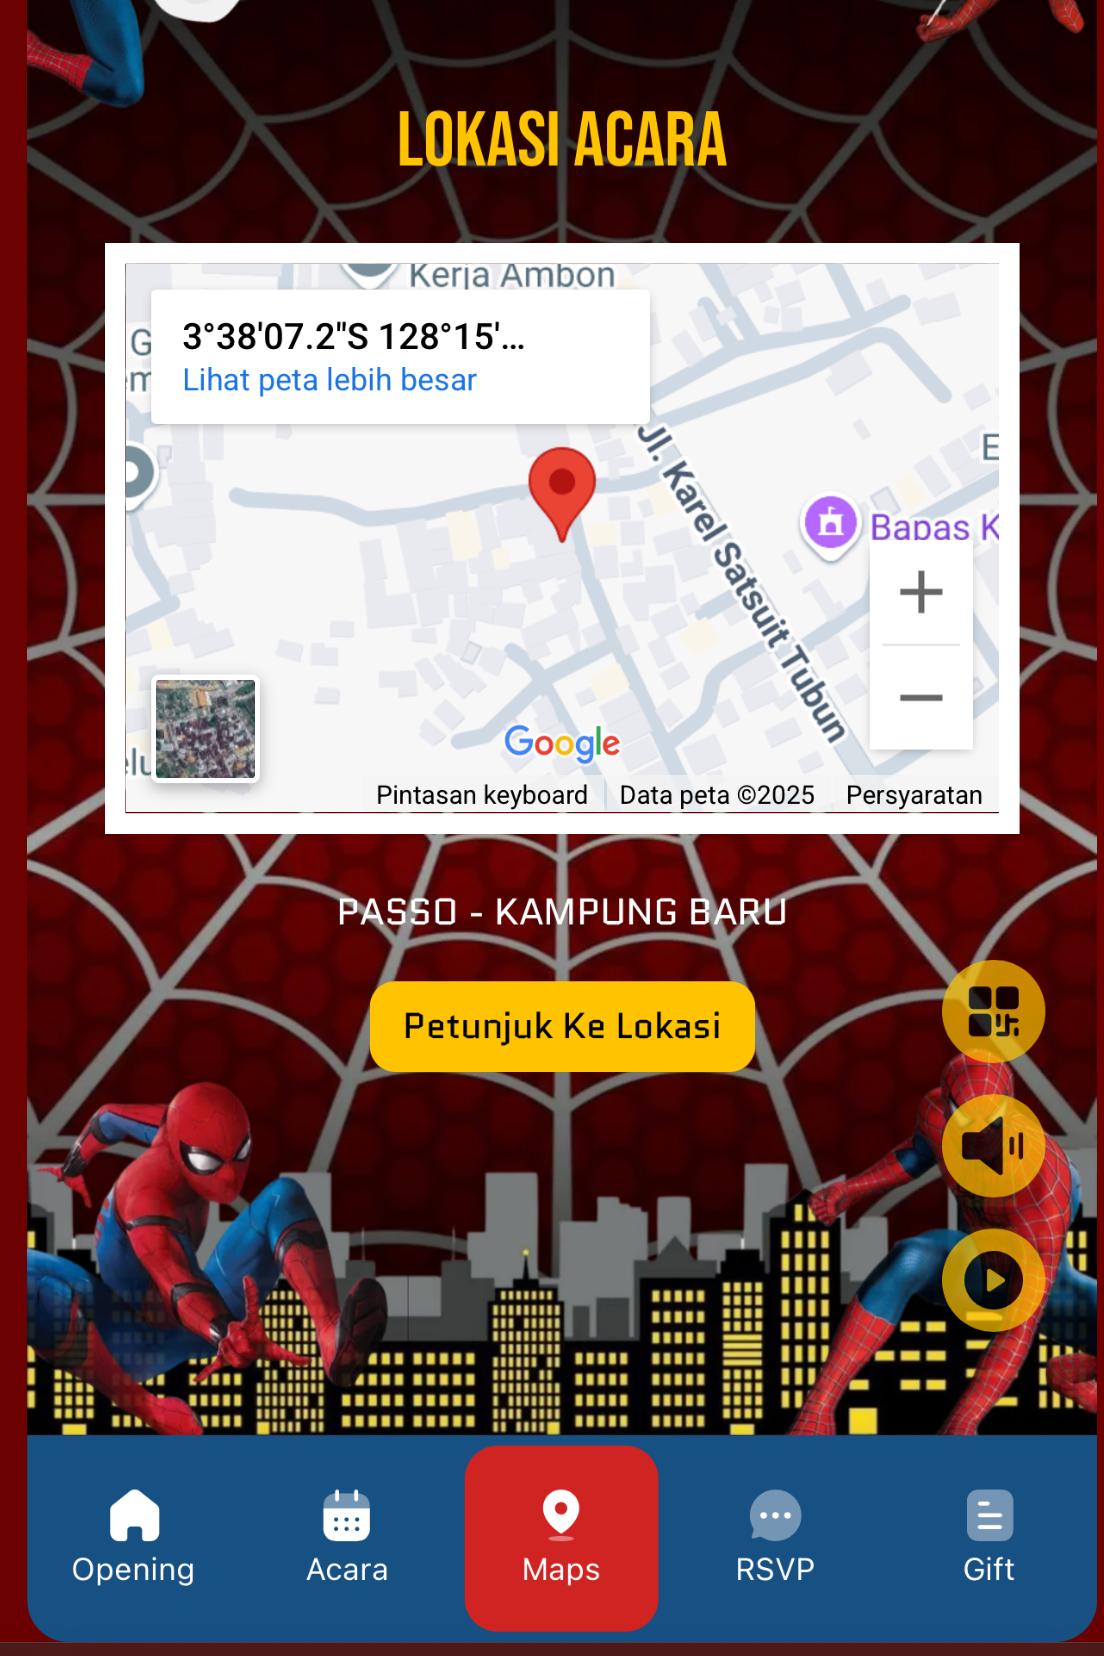 LOKASI ACARA
Kerja Ambon
3°38'07.2"S 128°15'...
Lihat peta lebih besar
Jl. Karel Satsuit Tubun
Bapas K
Google
Pintasan keyboard
Data peta ©2025
Persyaratan
PASSO - KAMPUNG BARU
Petunjuk Ke Lokasi
Opening
Acara
Maps
RSVP
Gift